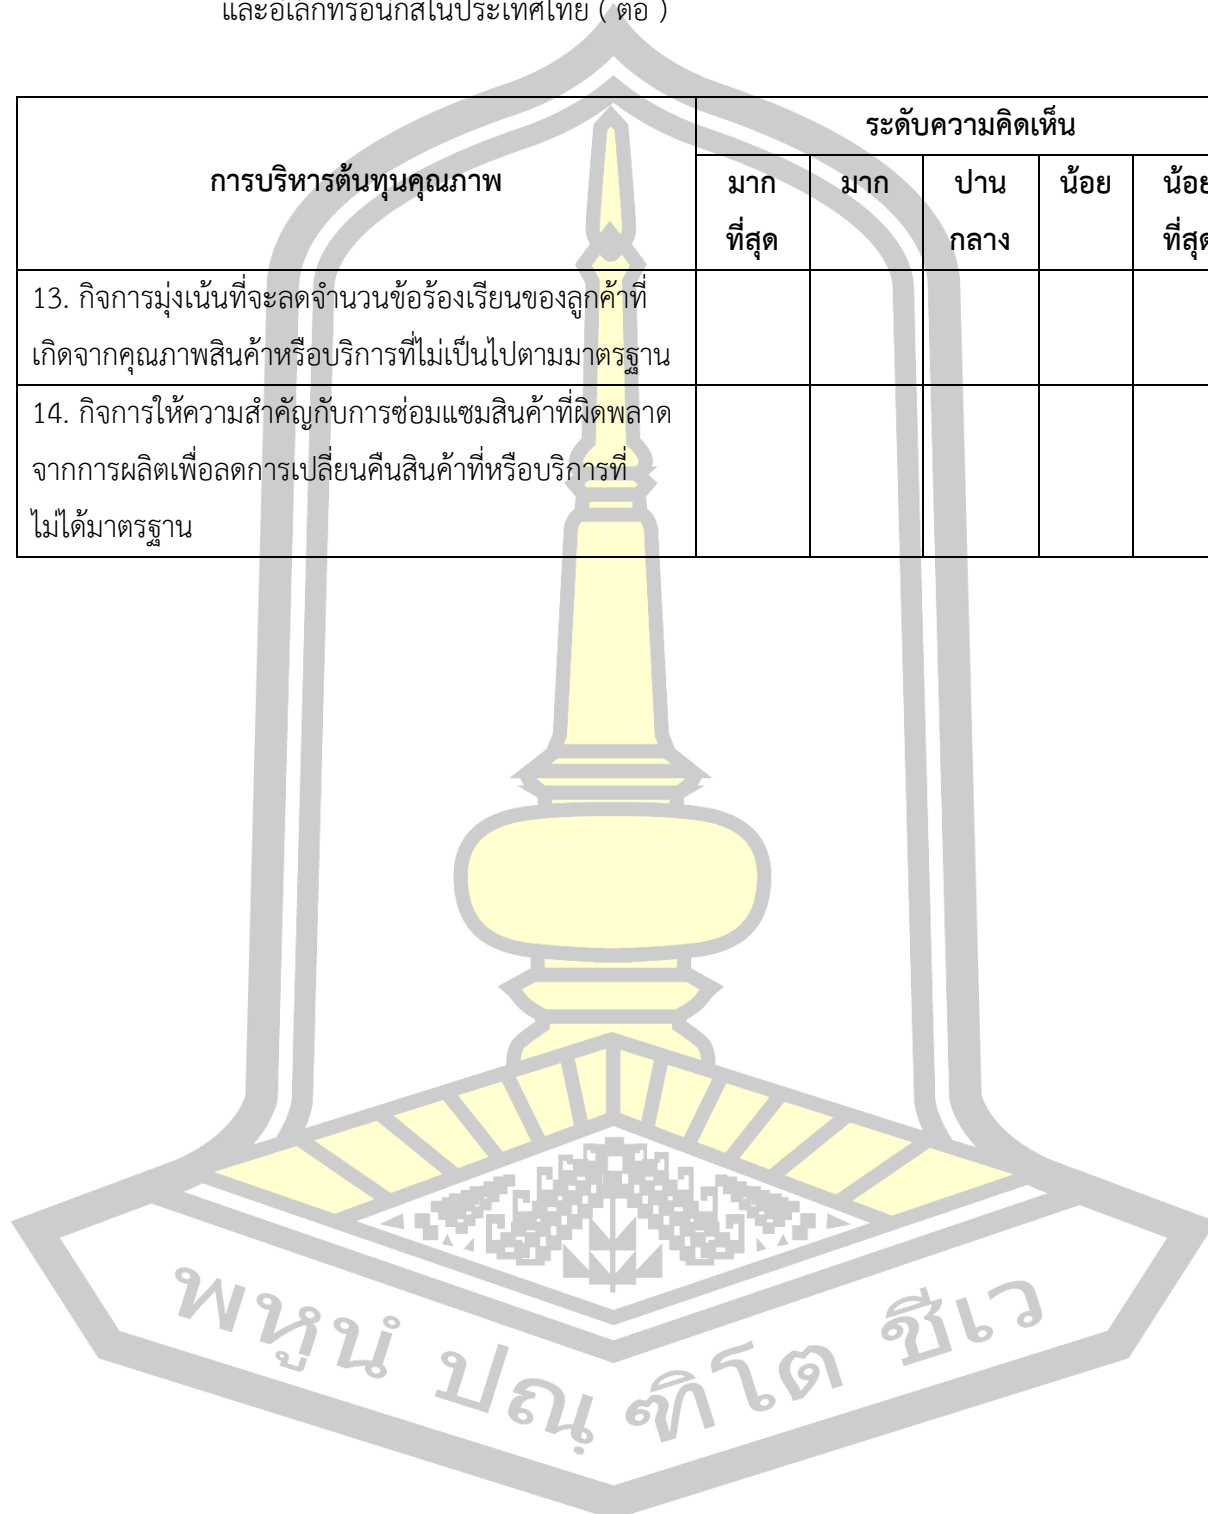 และอิเล็กทรอนิกส์ในประเทศไทย ( ต่อ )
ระดับความคิดเห็น
การบริหารต้นทุนคุณภาพ
มาก
ที่สุด
มาก
ปาน
กลาง
น้อย
น้อย
ที่สุด
13. กิจการมุ่งเน้นที่จะลดจำนวนข้อร้องเรียนของลูกค้าที่
เกิดจากคุณภาพสินค้าหรือบริการที่ไม่เป็นไปตามมาตรฐาน
14. กิจการให้ความสำคัญกับการซ่อมแซมสินค้าที่ผิดพลาด
จากการผลิตเพื่อลดการเปลี่ยนคืนสินค้าที่หรือบริการที่
ไม่ได้มาตรฐาน
พหูนํ ปณฺฑิโต ชีเว